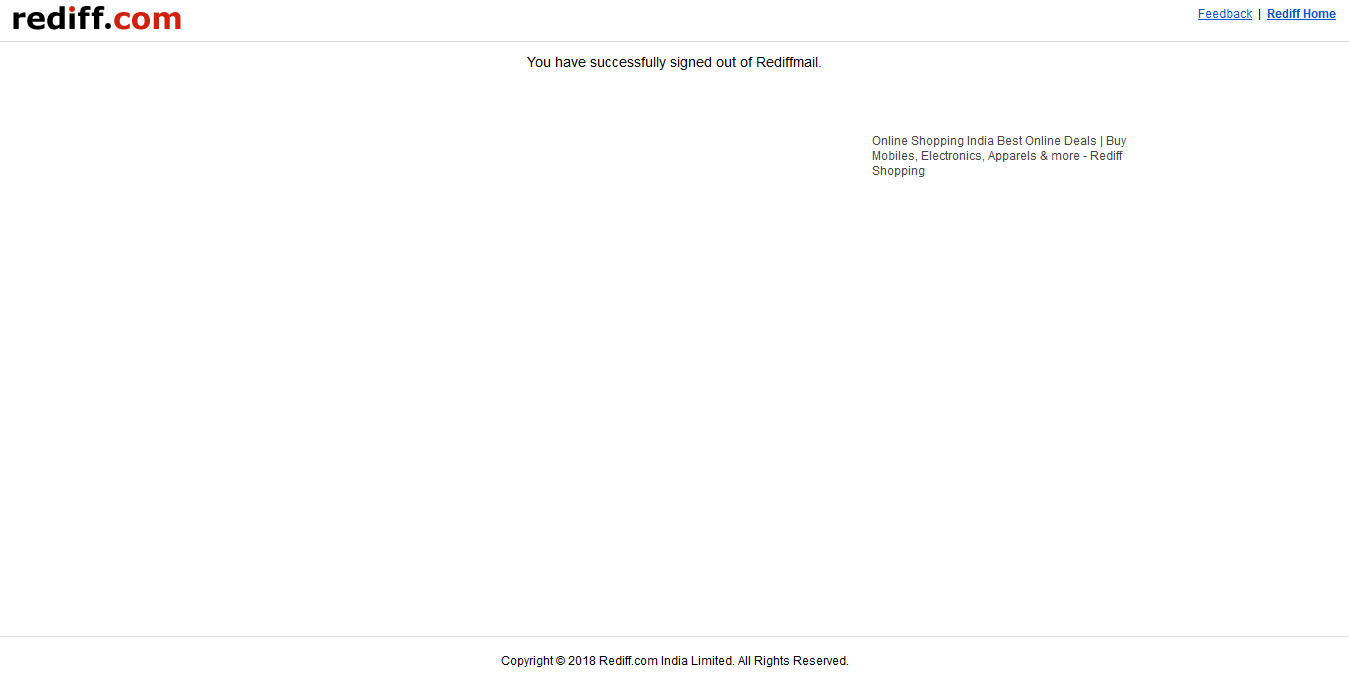 rediff.com
Feedback | Rediff Home
You have successfully signed out of Rediffmail.
Online Shopping India Best Online Deals | Buy
Mobiles, Electronics, Apparels & more - Rediff
Shopping
Copyright © 2018 Rediff.com India Limited. All Rights Reserved.